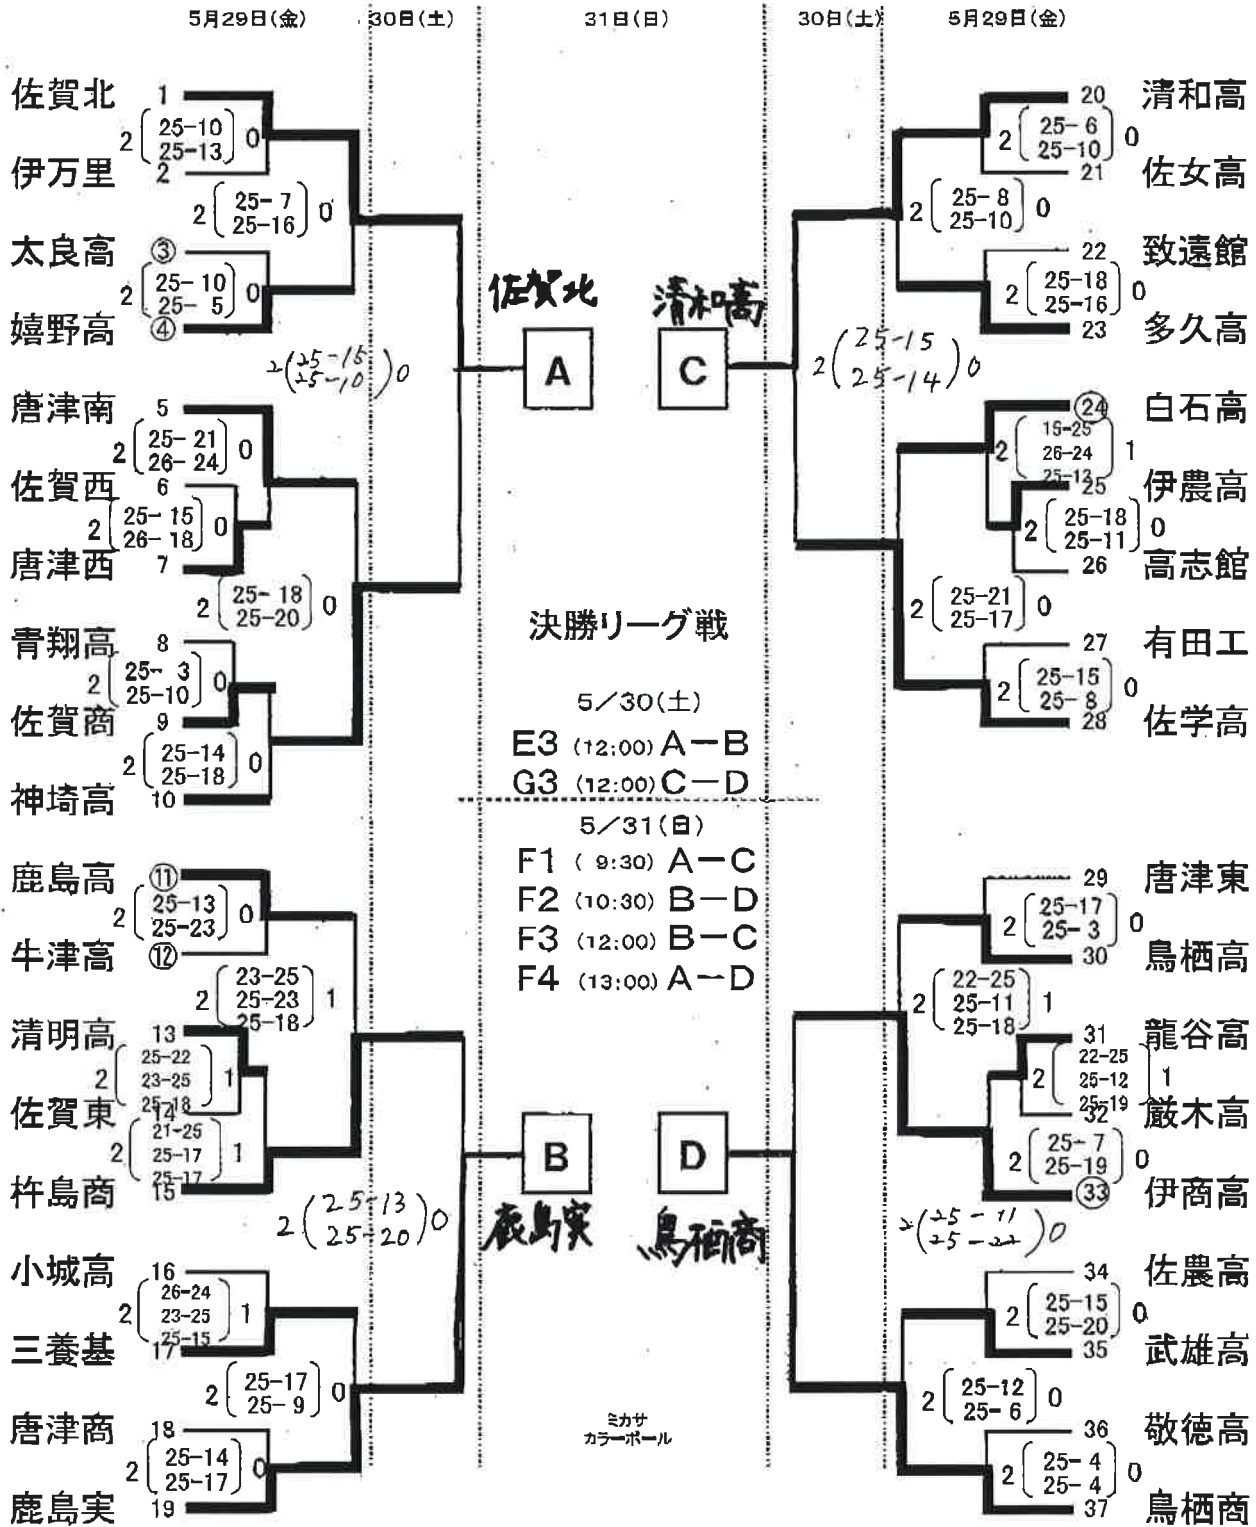 5月29日(金) 30日(土) 31日(日) 30日(土) 5月29日(金)
佐賀北 1
2 25-10 0
25-13
伊万里 2
2 25-7 0
25-16
太良高 ③
2 25-10 0
25-5
嬉野高 ④
2 25-15 0
25-10
唐津南 5
2 25-21 0
26-24
佐賀西 6
2 25-15 0
26-18
唐津西 7
2 25-18 0
25-20
青翔高 8
2 25-3 0
25-10
佐賀商 9
2 25-14 0
25-18
神埼高 10
佐賀北
A
鹿島高 ⑪
2 25-13 0
25-23
牛津高 ⑫
2 23-25 1
25-23
25-18
清明高 13
2 25-22 1
23-25
25-18
佐賀東 14
2 21-25 1
25-17
25-17
杵島商 15
2 25-13 0
25-20
小城高 16
2 26-24 1
23-25
25-15
三養基 17
2 25-17 0
25-9
唐津商 18
2 25-14 0
25-17
鹿島実 19
B
鹿島実
決勝リーグ戦
5/30(土)
E3 (12:00) A-B
G3 (12:00) C-D
5/31(日)
F1 (9:30) A-C
F2 (10:30) B-D
F3 (12:00) B-C
F4 (13:00) A-D
ミカサ
カラーボール
20 清和高
2 25-6 0
25-10
21 佐女高
2 25-8 0
25-10
22 致遠館
2 25-18 0
25-16
23 多久高
清和高
C
2 25-15 0
25-14
㉔ 白石高
2 15-25 1
26-24
25-13
25 伊農高
2 25-18 0
25-11
26 高志館
2 25-21 0
25-17
27 有田工
2 25-15 0
25-8
28 佐学高
29 唐津東
2 25-17 0
25-3
30 鳥栖高
2 22-25 1
25-11
25-18
31 龍谷高
2 22-25 1
25-12
25-19
32 厳木高
2 25-7 0
25-19
㉝ 伊商高
D
鳥栖商
2 25-11 0
25-22
34 佐農高
2 25-15 0
25-20
35 武雄高
2 25-12 0
25-6
36 敬徳高
2 25-4 0
25-4
37 鳥栖商